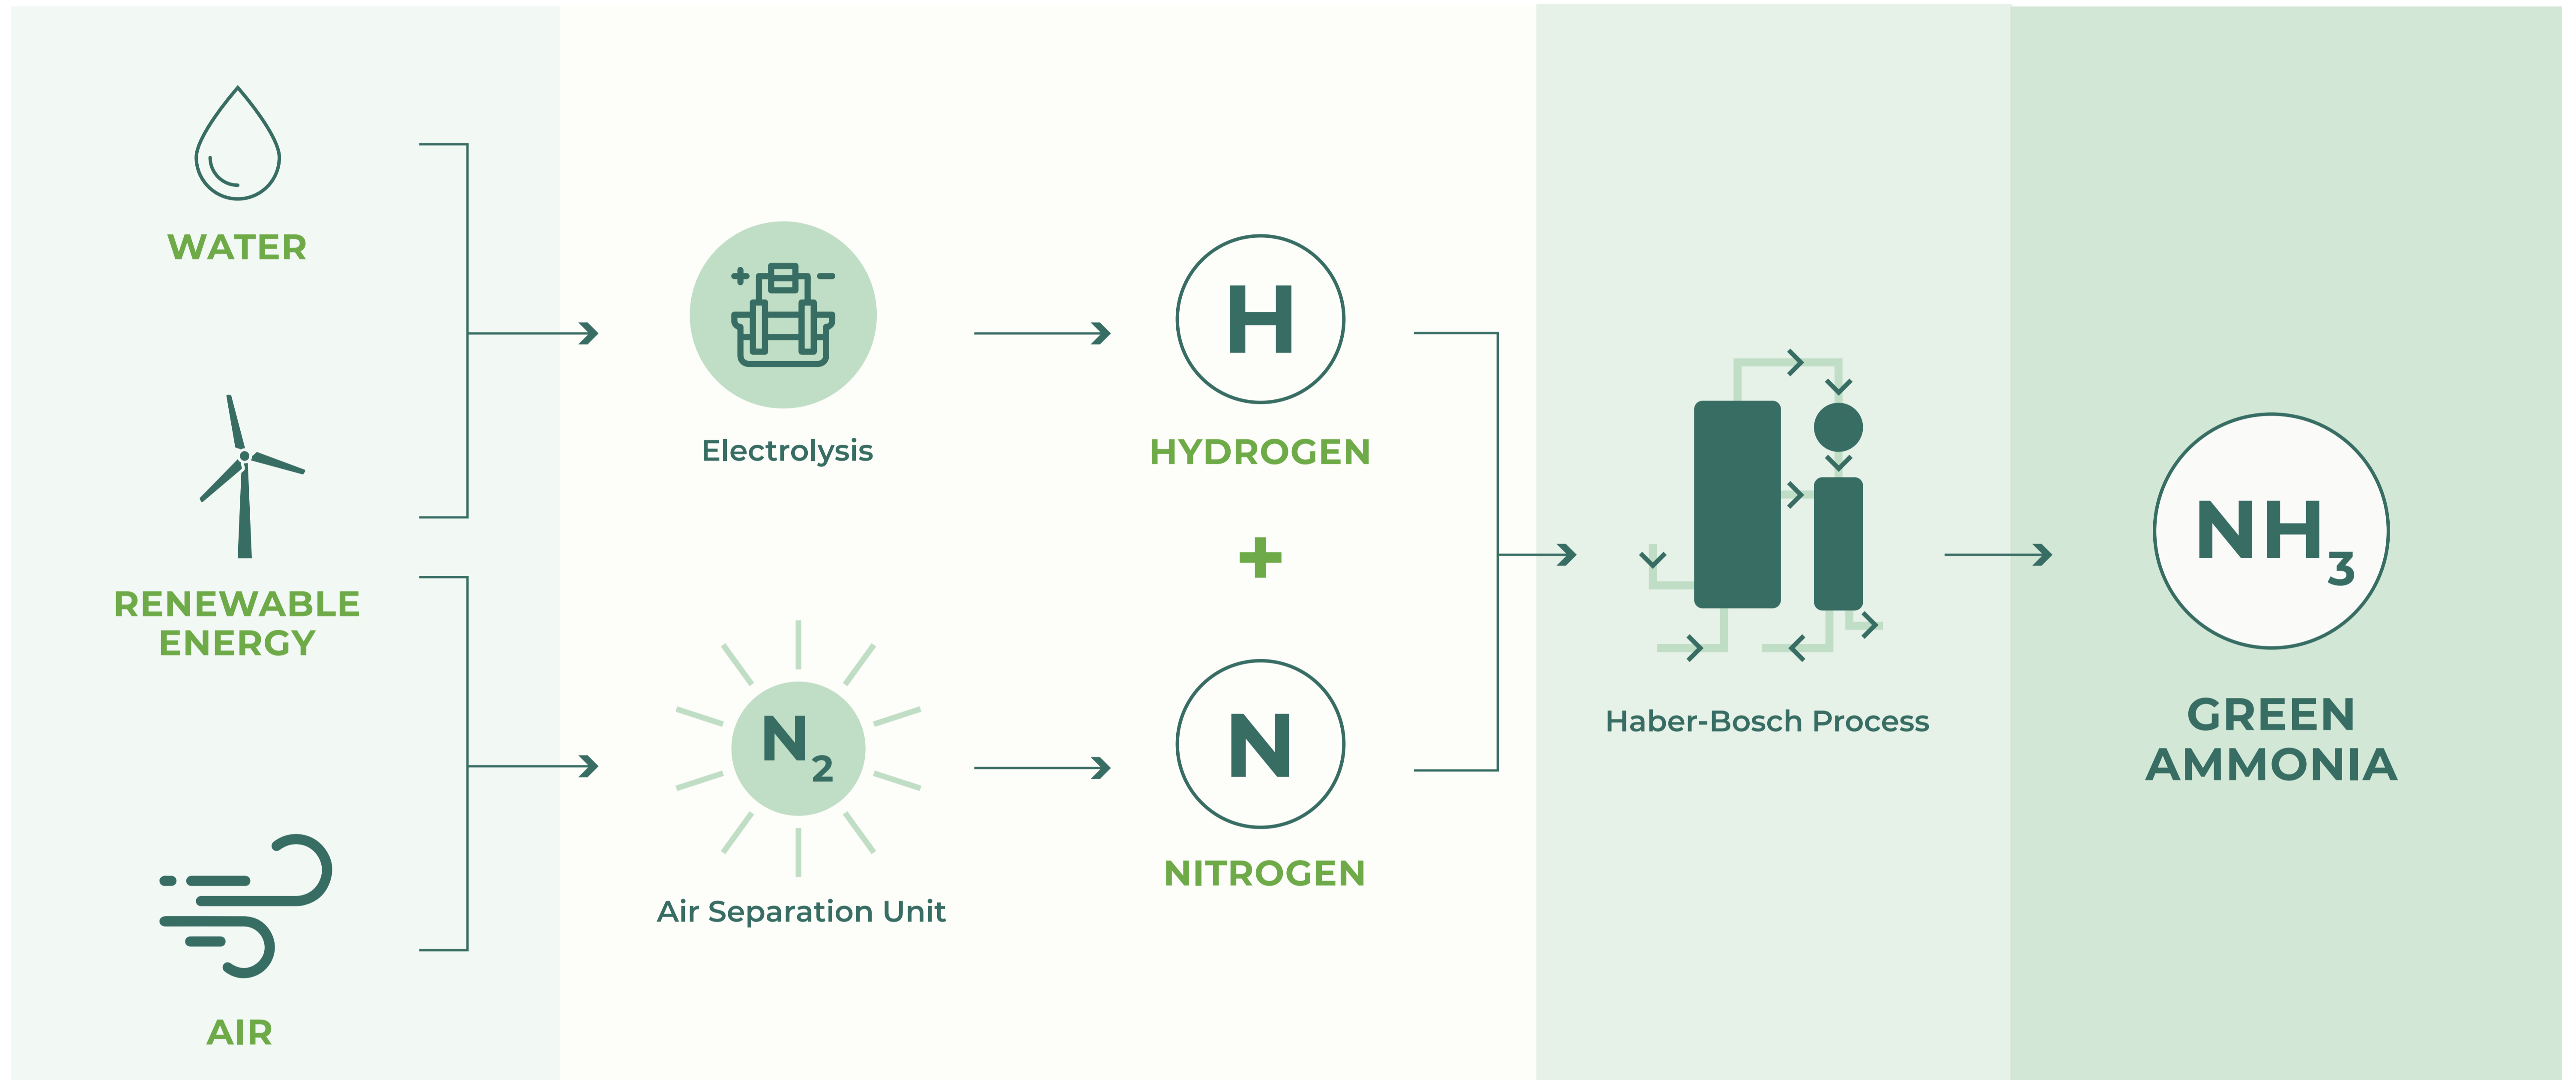 WATER
RENEWABLE
ENERGY
AIR
+ −
Electrolysis
N₂
Air Separation Unit
H
HYDROGEN
+
N
NITROGEN
Haber-Bosch Process
NH₃
GREEN
AMMONIA